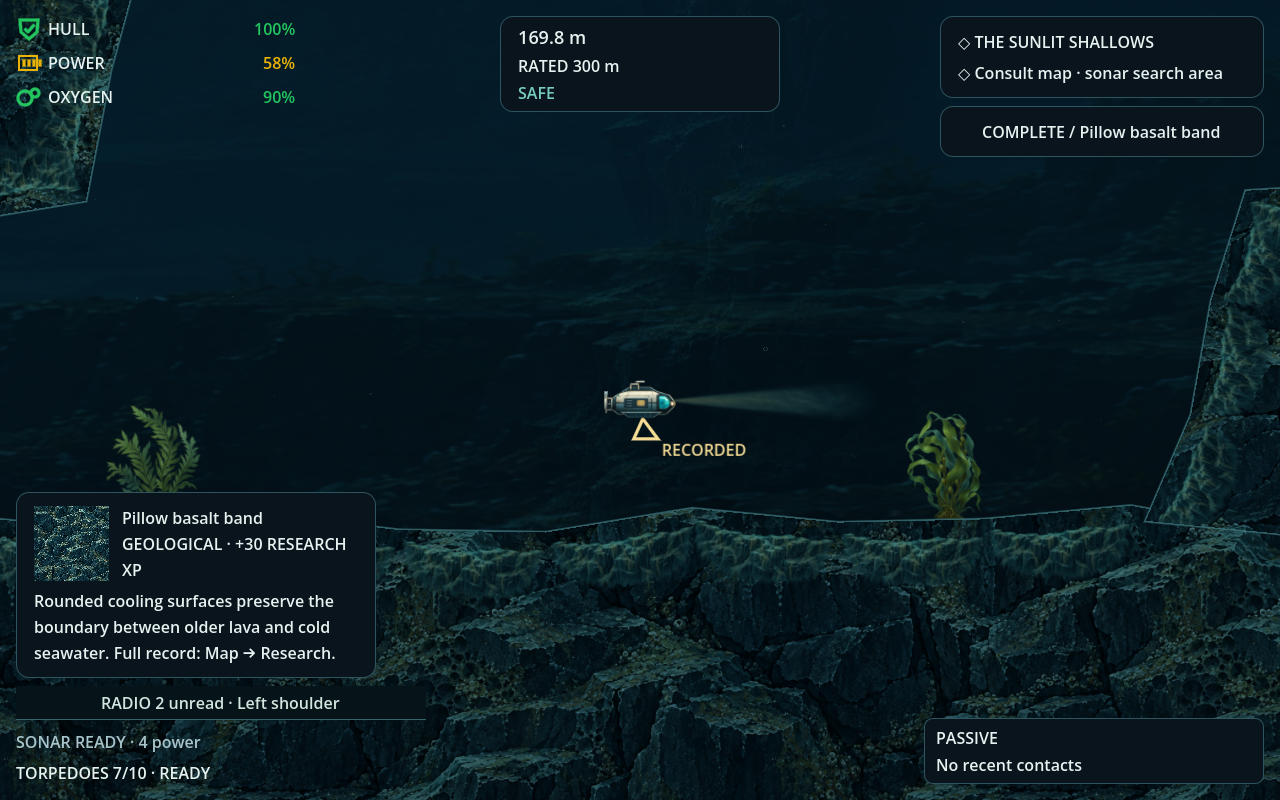 HULL 100%
POWER 58%
OXYGEN 90%
169.8 m
RATED 300 m
SAFE
◇ THE SUNLIT SHALLOWS
◇ Consult map · sonar search area
COMPLETE / Pillow basalt band
RECORDED
Pillow basalt band
GEOLOGICAL · +30 RESEARCH
XP
Rounded cooling surfaces preserve the
boundary between older lava and cold
seawater. Full record: Map → Research.
RADIO 2 unread · Left shoulder
SONAR READY · 4 power
TORPEDOES 7/10 · READY
PASSIVE
No recent contacts